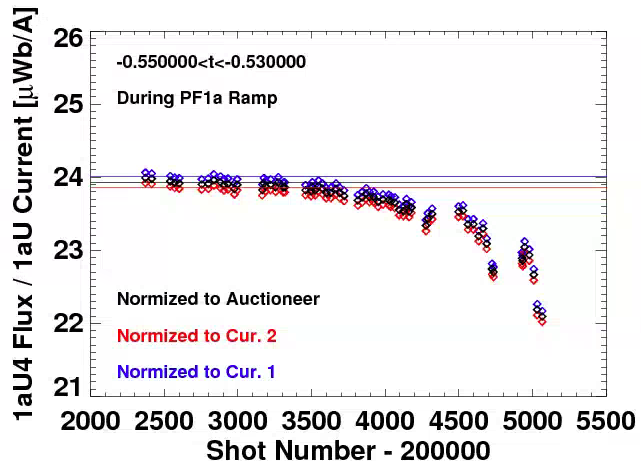 26
25
24
23
22
21
1aU4 Flux / 1aU Current [µWb/A]
-0.550000<t<-0.530000
During PF1a Ramp
Normized to Auctioneer
Normized to Cur. 2
Normized to Cur. 1
2000 2500 3000 3500 4000 4500 5000 5500
Shot Number - 200000